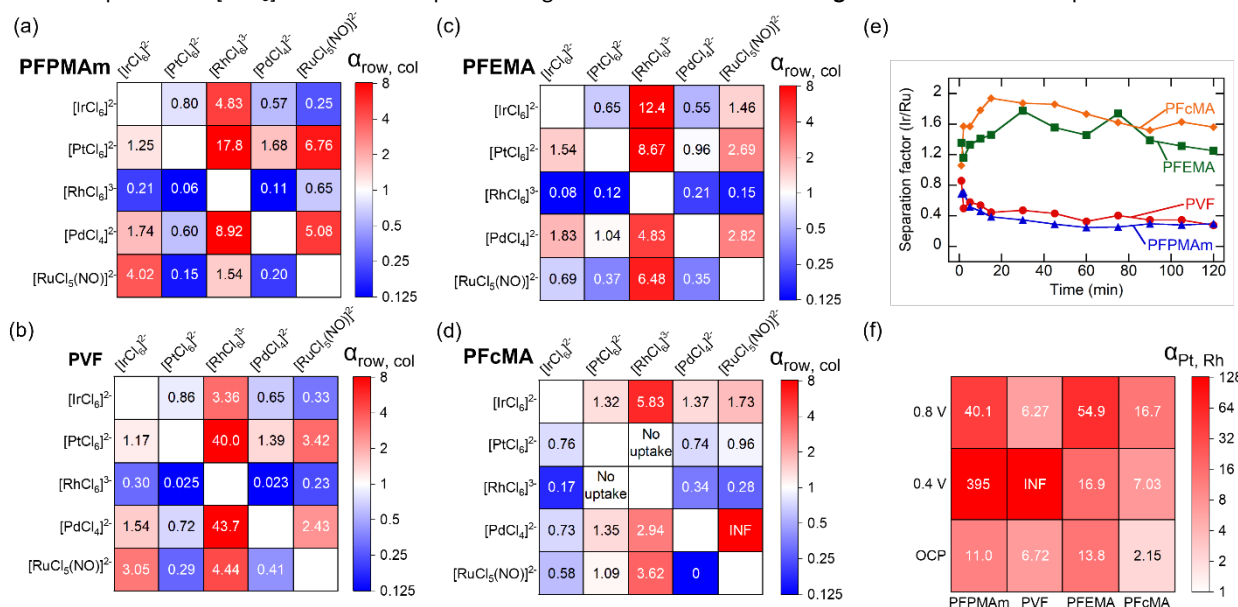 (a)
PFPMAm
[IrCl₆]²⁻ [PtCl₆]²⁻ [RhCl₆]³⁻ [PdCl₄]²⁻ [RuCl₅(NO)]²⁻
α row, col
[IrCl₆]²⁻ 0.80 4.83 0.57 0.25
[PtCl₆]²⁻ 1.25 17.8 1.68 6.76
[RhCl₆]³⁻ 0.21 0.06 0.11 0.65
[PdCl₄]²⁻ 1.74 0.60 8.92 5.08
[RuCl₅(NO)]²⁻ 4.02 0.15 1.54 0.20
8
4
2
1
0.5
0.25
0.125
(b)
PVF
[IrCl₆]²⁻ [PtCl₆]²⁻ [RhCl₆]³⁻ [PdCl₄]²⁻ [RuCl₅(NO)]²⁻
α row, col
[IrCl₆]²⁻ 0.86 3.36 0.65 0.33
[PtCl₆]²⁻ 1.17 40.0 1.39 3.42
[RhCl₆]³⁻ 0.30 0.025 0.023 0.23
[PdCl₄]²⁻ 1.54 0.72 43.7 2.43
[RuCl₅(NO)]²⁻ 3.05 0.29 4.44 0.41
8
4
2
1
0.5
0.25
0.125
(c)
PFEMA
[IrCl₆]²⁻ [PtCl₆]²⁻ [RhCl₆]³⁻ [PdCl₄]²⁻ [RuCl₅(NO)]²⁻
α row, col
[IrCl₆]²⁻ 0.65 12.4 0.55 1.46
[PtCl₆]²⁻ 1.54 8.67 0.96 2.69
[RhCl₆]³⁻ 0.08 0.12 0.21 0.15
[PdCl₄]²⁻ 1.83 1.04 4.83 2.82
[RuCl₅(NO)]²⁻ 0.69 0.37 6.48 0.35
8
4
2
1
0.5
0.25
0.125
(d)
PFcMA
[IrCl₆]²⁻ [PtCl₆]²⁻ [RhCl₆]³⁻ [PdCl₄]²⁻ [RuCl₅(NO)]²⁻
α row, col
[IrCl₆]²⁻ 1.32 5.83 1.37 1.73
[PtCl₆]²⁻ 0.76 No uptake 0.74 0.96
[RhCl₆]³⁻ 0.17 No uptake 0.34 0.28
[PdCl₄]²⁻ 0.73 1.35 2.94 INF
[RuCl₅(NO)]²⁻ 0.58 1.09 3.62 0
8
4
2
1
0.5
0.25
0.125
(e)
Separation factor (Ir/Ru)
2
1.6
1.2
0.8
0.4
0
PFcMA
PFEMA
PVF
PFPMAm
0 20 40 60 80 100 120
Time (min)
(f)
α Pt, Rh
0.8 V 40.1 6.27 54.9 16.7
0.4 V 395 INF 16.9 7.03
OCP 11.0 6.72 13.8 2.15
PFPMAm PVF PFEMA PFcMA
128
64
32
16
8
4
2
1